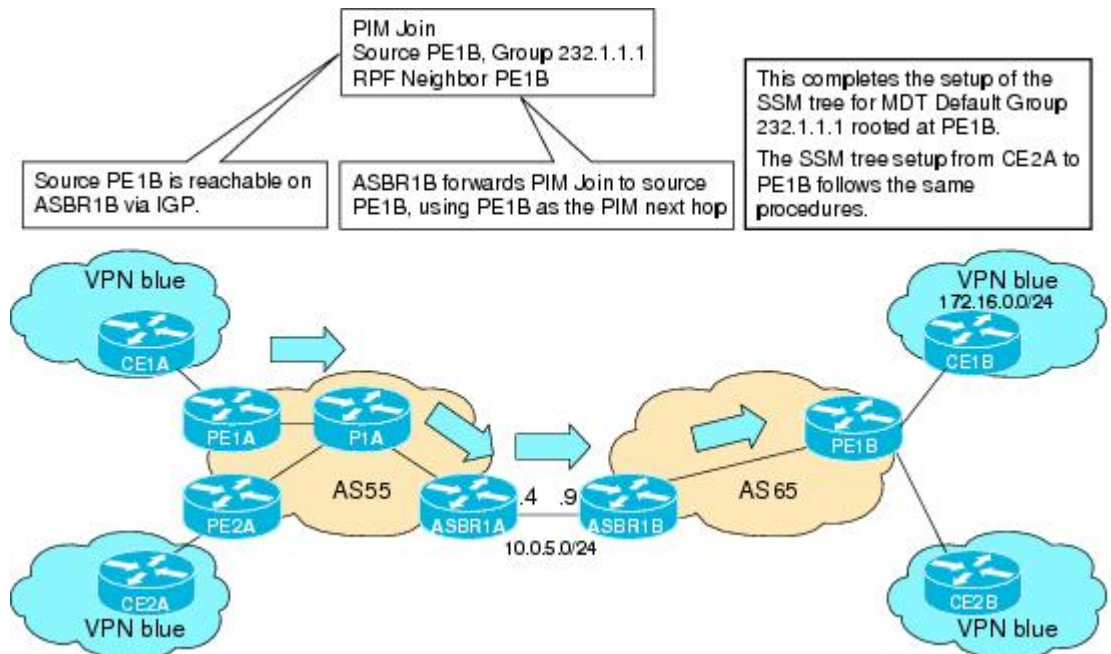 PIM Join
Source PE1B, Group 232.1.1.1
RPF Neighbor PE1B
This completes the setup of the
SSM tree for MDT Default Group
232.1.1.1 rooted at PE1B.
The SSM tree setup from CE2A to
PE1B follows the same
procedures.
Source PE1B is reachable on
ASBR1B via IGP.
ASBR1B forwards PIM Join to source
PE1B, using PE1B as the PIM next hop
VPN blue
CE1A
VPN blue
172.16.0.0/24
CE1B
PE1A
P1A
PE1B
AS55
AS65
PE2A
ASBR1A
.4
.9
ASBR1B
10.0.5.0/24
CE2A
VPN blue
CE2B
VPN blue